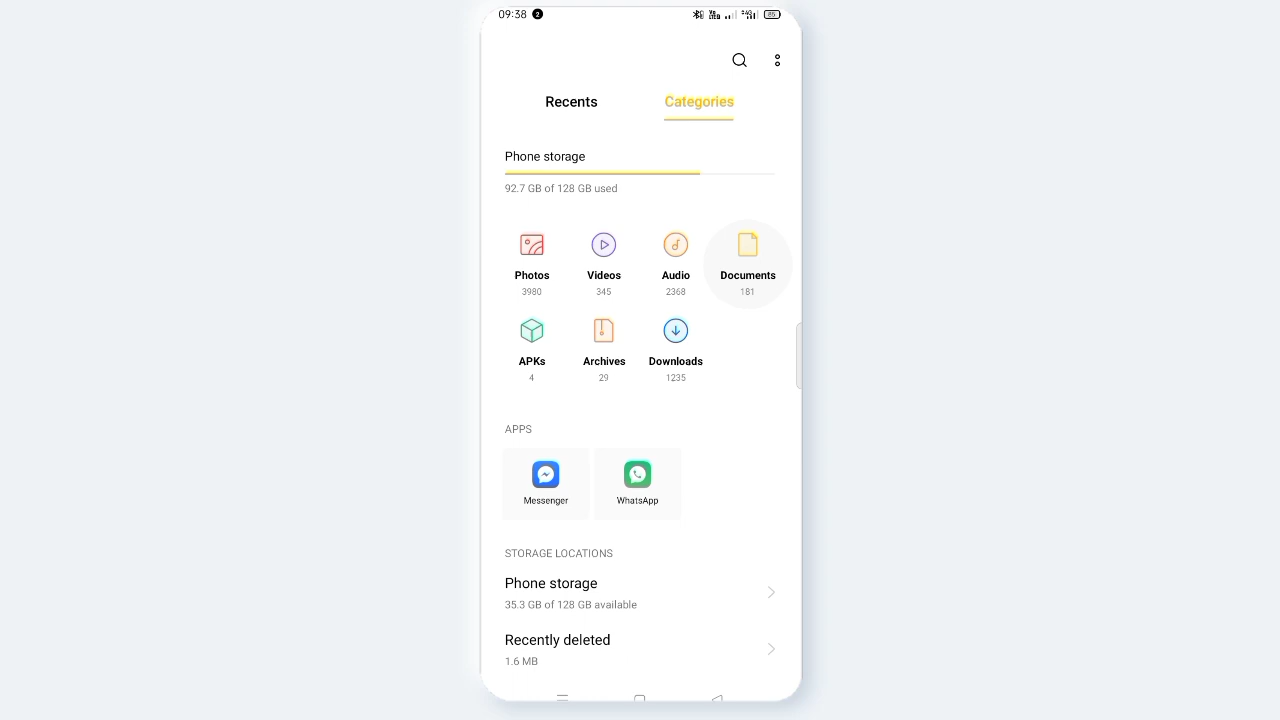 09:38 2
85
Recents Categories
Phone storage
92.7 GB of 128 GB used
Photos Videos Audio Documents
3980 345 2368 181
APKs Archives Downloads
4 29 1235
APPS
Messenger WhatsApp
STORAGE LOCATIONS
Phone storage
35.3 GB of 128 GB available
Recently deleted
1.6 MB